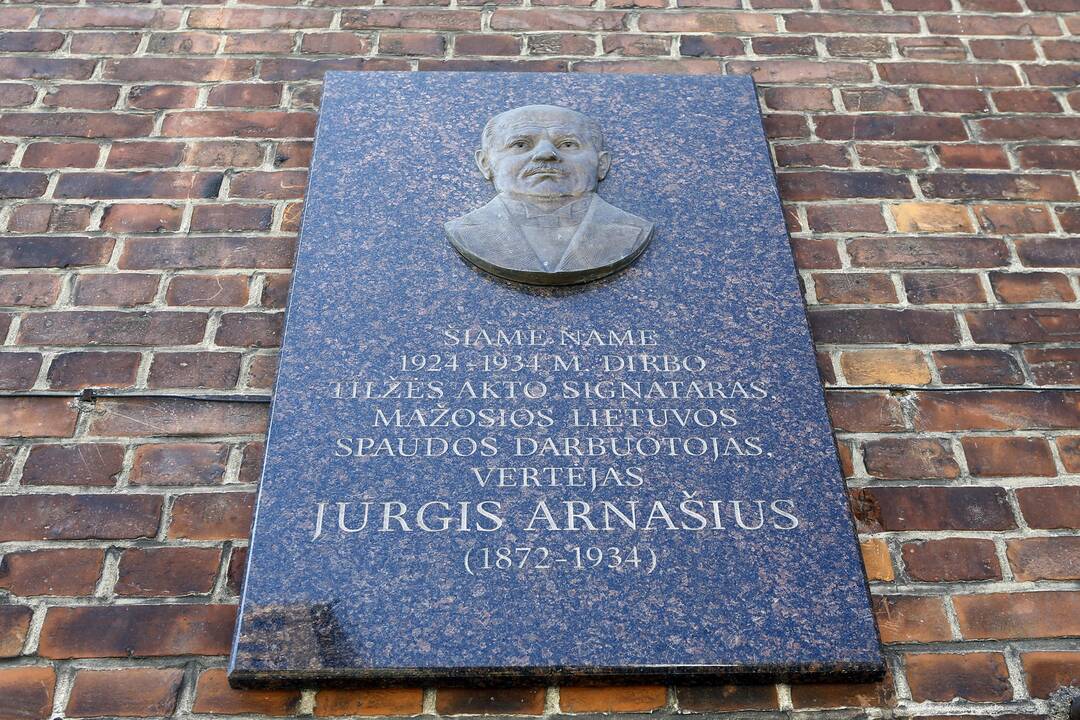 ŠIAME NAME
1924-1934 M. DIRBO
TILŽĖS AKTO SIGNATARAS,
MAŽOSIOS LIETUVOS
SPAUDOS DARBUOTOJAS,
VERTĖJAS
JURGIS ARNAŠIUS
(1872-1934)